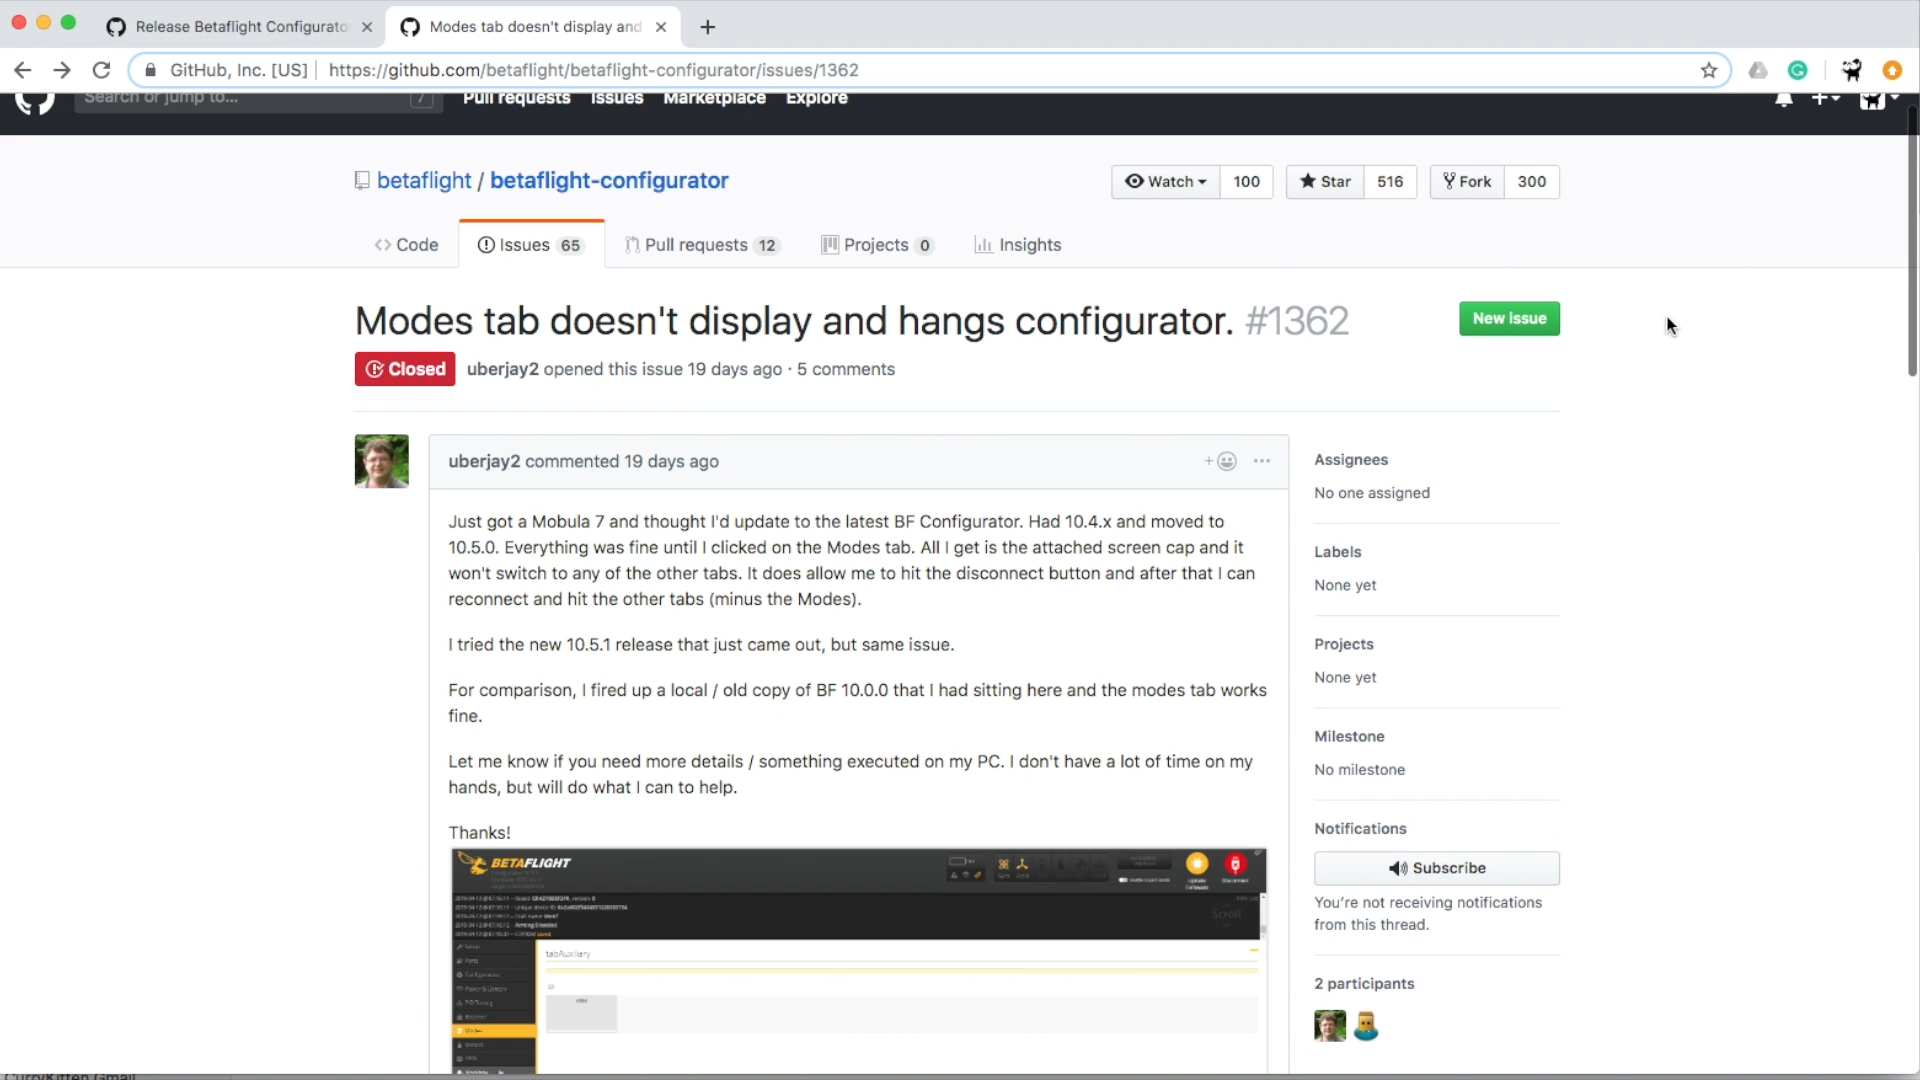 Release Betaflight Configurato
Modes tab doesn't display and
GitHub, Inc. [US]
https://github.com/betaflight/betaflight-configurator/issues/1362
Search or jump to...
/
Pull requests Issues Marketplace Explore
betaflight / betaflight-configurator
Watch 100
Star 516
Fork 300
Code
Issues 65
Pull requests 12
Projects 0
Insights
Modes tab doesn't display and hangs configurator. #1362
New issue
Closed
uberjay2 opened this issue 19 days ago · 5 comments
uberjay2 commented 19 days ago
Just got a Mobula 7 and thought I'd update to the latest BF Configurator. Had 10.4.x and moved to
10.5.0. Everything was fine until I clicked on the Modes tab. All I get is the attached screen cap and it
won't switch to any of the other tabs. It does allow me to hit the disconnect button and after that I can
reconnect and hit the other tabs (minus the Modes).
I tried the new 10.5.1 release that just came out, but same issue.
For comparison, I fired up a local / old copy of BF 10.0.0 that I had sitting here and the modes tab works
fine.
Let me know if you need more details / something executed on my PC. I don't have a lot of time on my
hands, but will do what I can to help.
Thanks!
BETAFLIGHT
Scroll
tabAuxiliary
Setup
Ports
Configuration
Power & Battery
PID Tuning
Receiver
Modes
Motors
Assignees
No one assigned
Labels
None yet
Projects
None yet
Milestone
No milestone
Notifications
Subscribe
You're not receiving notifications
from this thread.
2 participants